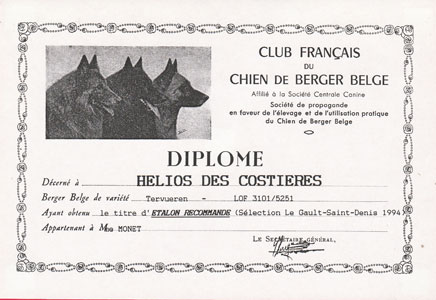 CLUB FRANÇAIS
DU
CHIEN DE BERGER BELGE
Affilié à la Société Centrale Canine
Société de propagande
en faveur de l'élevage et de l'utilisation pratique
du Chien de Berger Belge
DIPLOME
Décerné à HELIOS DES COSTIERES
Berger Belge de variété Tervueren - LOF 3101/5251
Ayant obtenu le titre d'ETALON RECOMMANDE (Sélection Le Gault-Saint-Denis 1994)
Appartenant à Mme MONET
LE SECRÉTAIRE GÉNÉRAL,